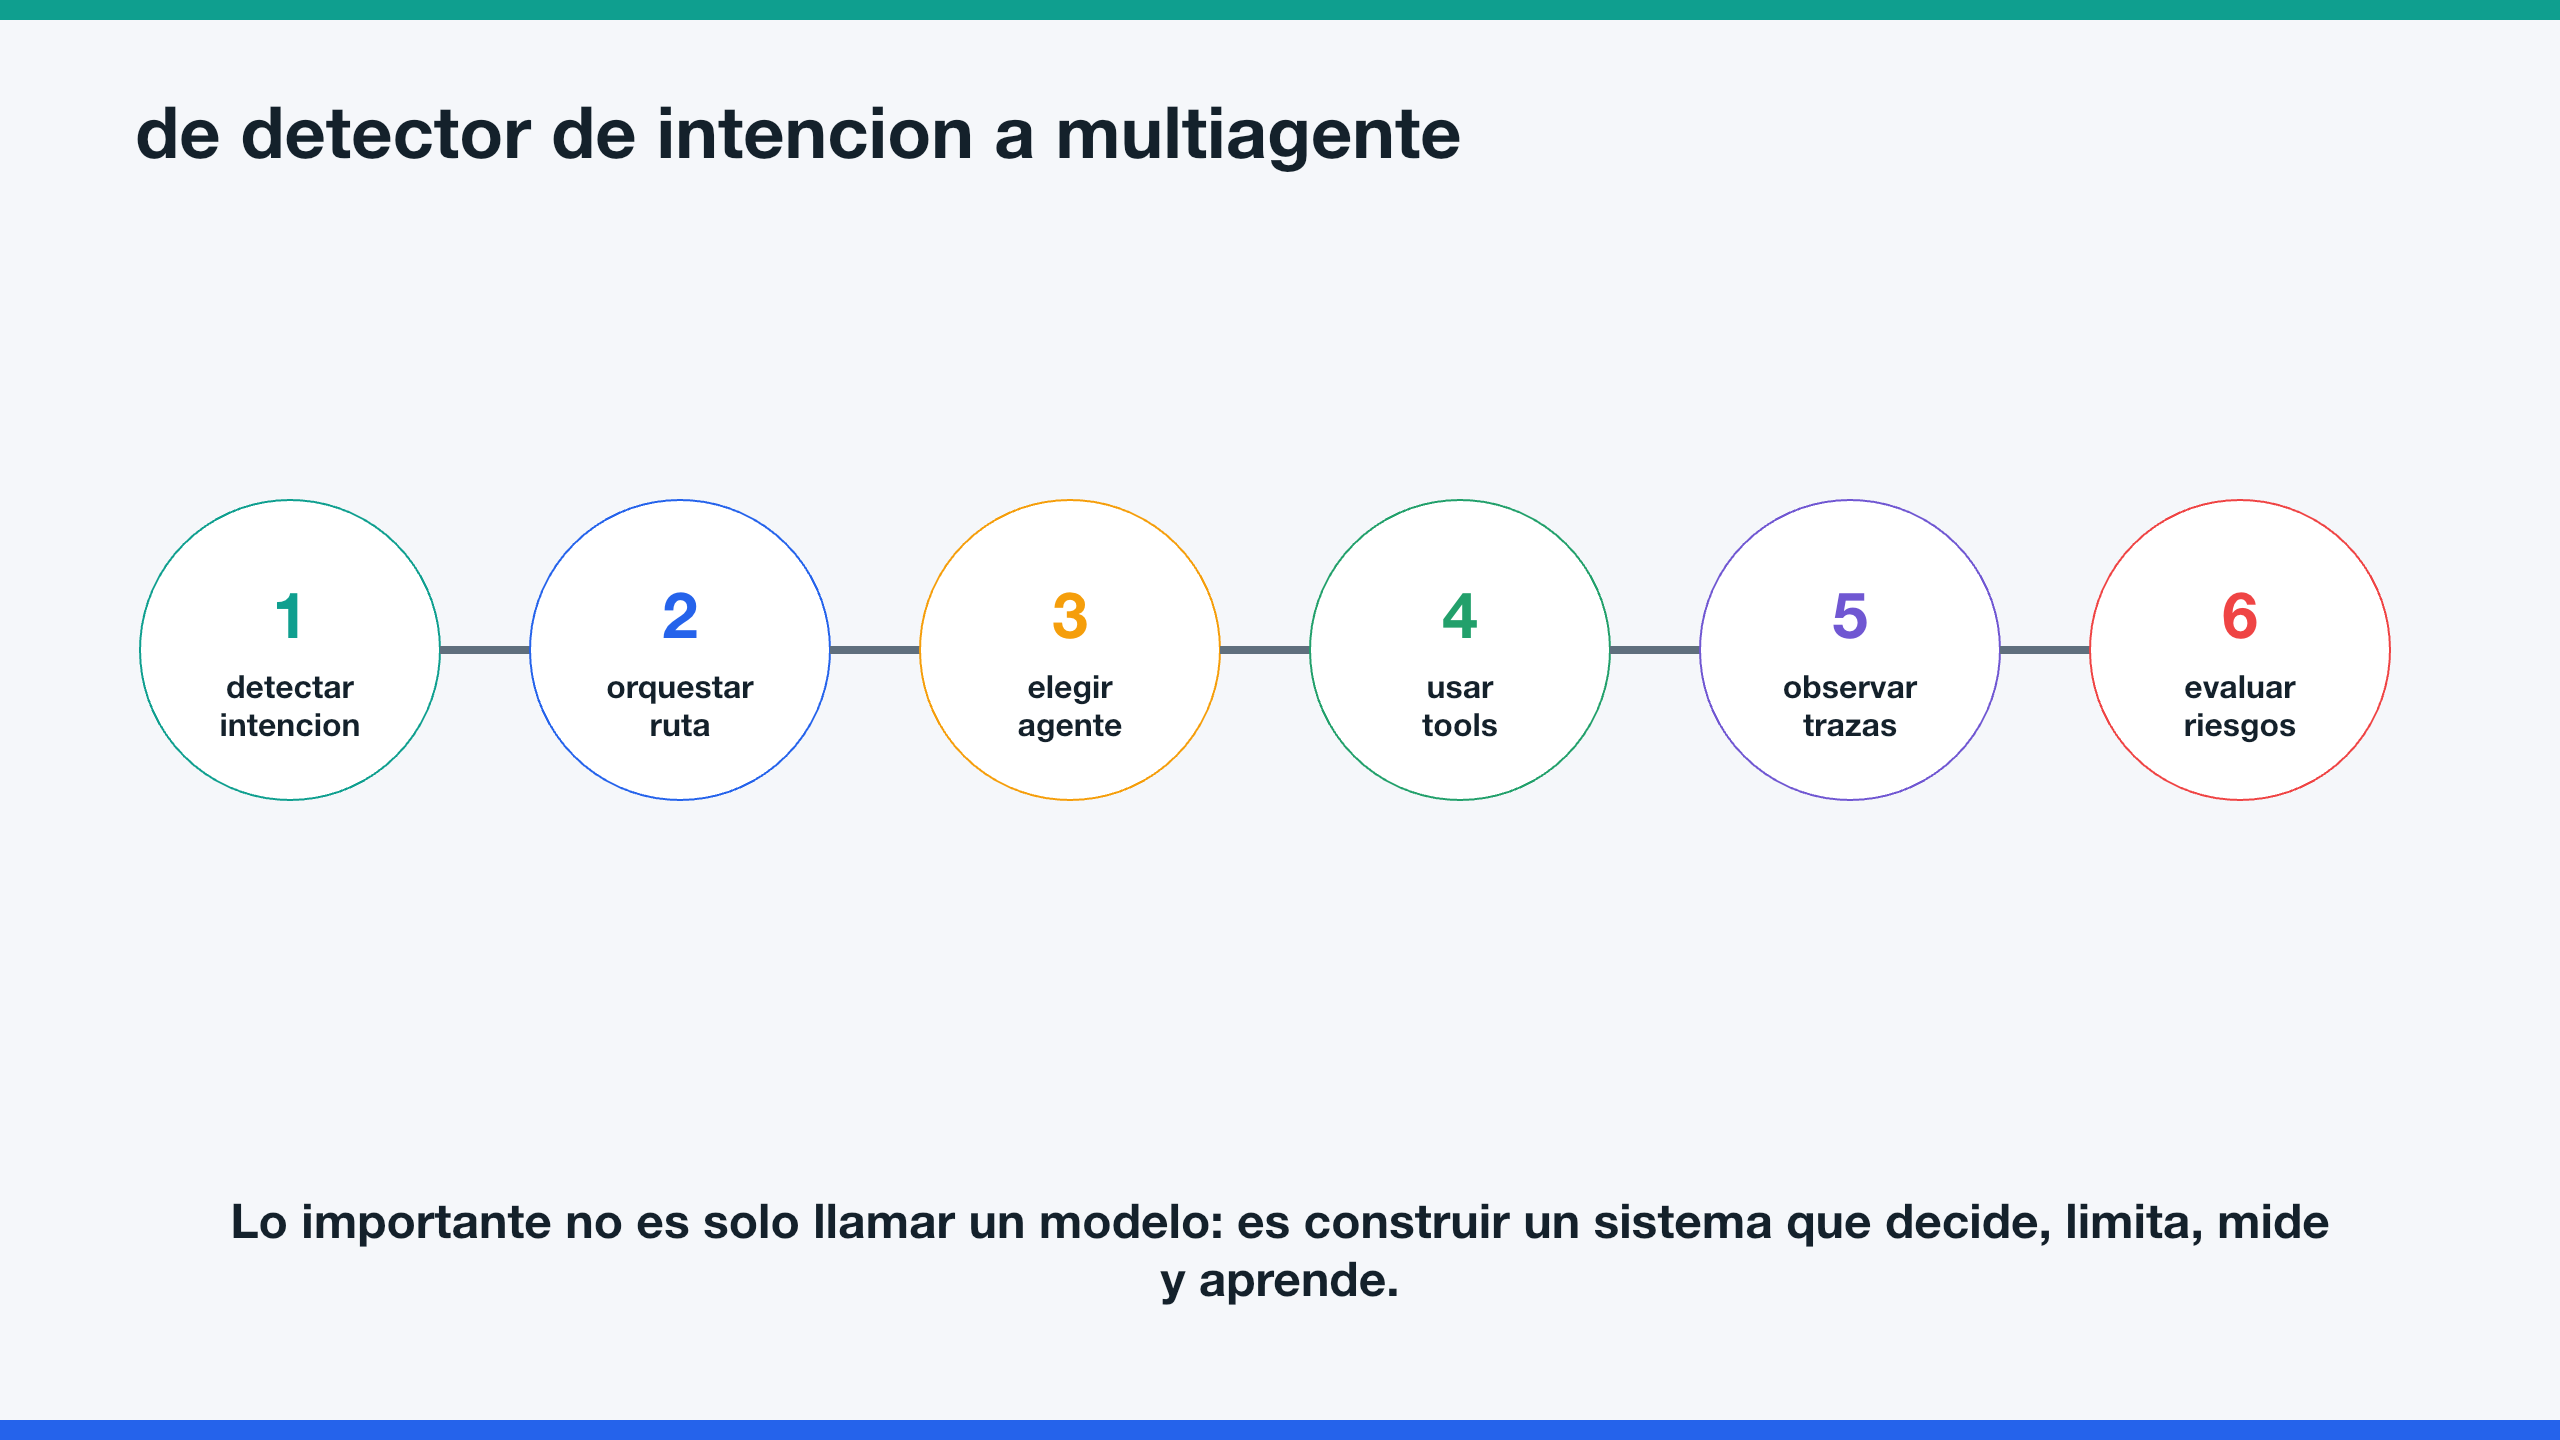 de detector de intencion a multiagente
1
detectar
intencion
2
orquestar
ruta
3
elegir
agente
4
usar
tools
5
observar
trazas
6
evaluar
riesgos
Lo importante no es solo llamar un modelo: es construir un sistema que decide, limita, mide
y aprende.